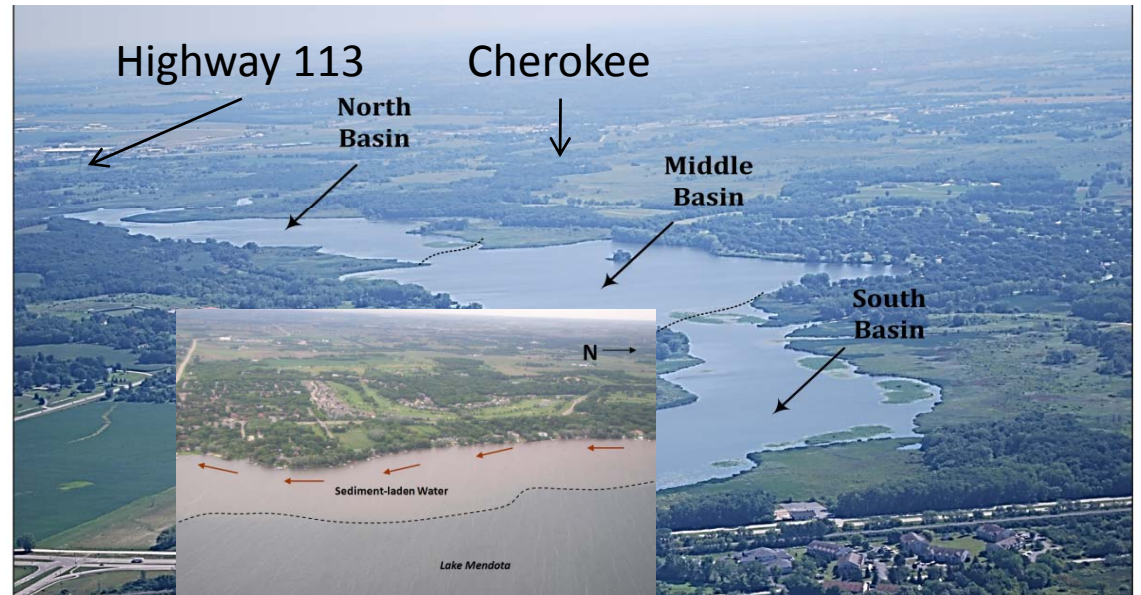 Highway 113
Cherokee
North
Basin
Middle
Basin
South
Basin
N
Sediment-laden Water
Lake Mendota